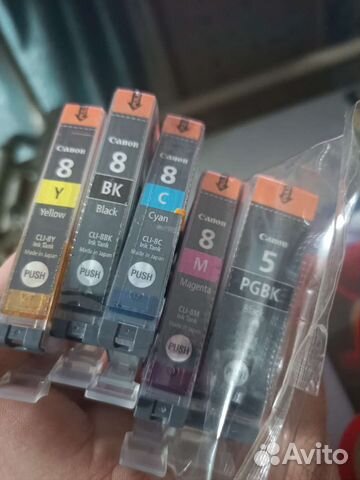 Canon
8
Y
Yellow
CLI-8Y
Ink Tank
Made in Japan
PUSH
Canon
8
BK
Black
CLI-8BK
Ink Tank
Made in Japan
PUSH
Canon
8
C
Cyan
CLI-8C
Ink Tank
Made in Japan
PUSH
Canon
8
M
Magenta
CLI-8M
Ink Tank
Made in Japan
PUSH
Canon
5
PGBK
Black
Avito